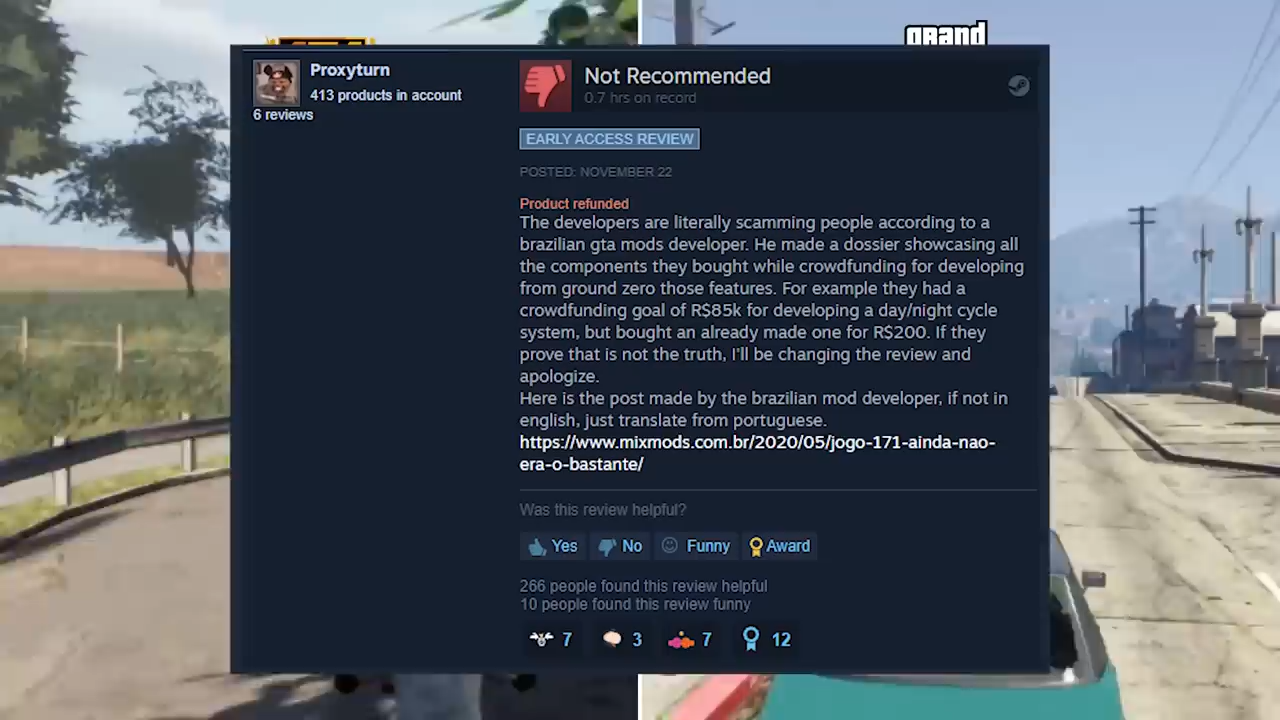 grand
Proxyturn
413 products in account
6 reviews
Not Recommended
0.7 hrs on record
EARLY ACCESS REVIEW
POSTED: NOVEMBER 22
Product refunded
The developers are literally scamming people according to a
brazilian gta mods developer. He made a dossier showcasing all
the components they bought while crowdfunding for developing
from ground zero those features. For example they had a
crowdfunding goal of R$85k for developing a day/night cycle
system, but bought an already made one for R$200. If they
prove that is not the truth, I'll be changing the review and
apologize.
Here is the post made by the brazilian mod developer, if not in
english, just translate from portuguese.
https://www.mixmods.com.br/2020/05/jogo-171-ainda-nao-
era-o-bastante/
Was this review helpful?
Yes No Funny Award
266 people found this review helpful
10 people found this review funny
7 3 7 12